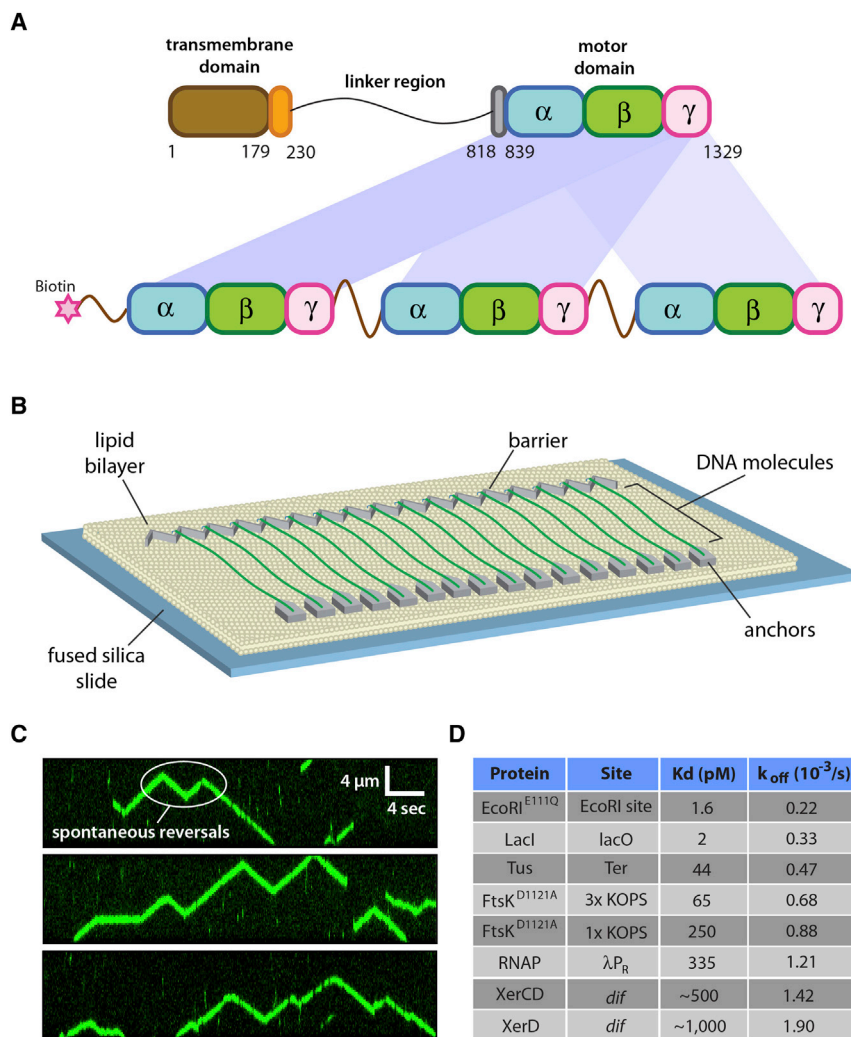 A
transmembrane
domain
linker region
motor
domain
α β γ
1 179 230 818 839 1329
Biotin
α β γ α β γ α β γ
B
lipid
bilayer
barrier
DNA molecules
fused silica
slide
anchors
C
4 μm
4 sec
spontaneous reversals
D
Protein Site Kd (pM) k off (10⁻³/s)
EcoRI^E111Q EcoRI site 1.6 0.22
LacI lacO 2 0.33
Tus Ter 44 0.47
FtsK^D1121A 3x KOPS 65 0.68
FtsK^D1121A 1x KOPS 250 0.88
RNAP λP_R 335 1.21
XerCD dif ~500 1.42
XerD dif ~1,000 1.90